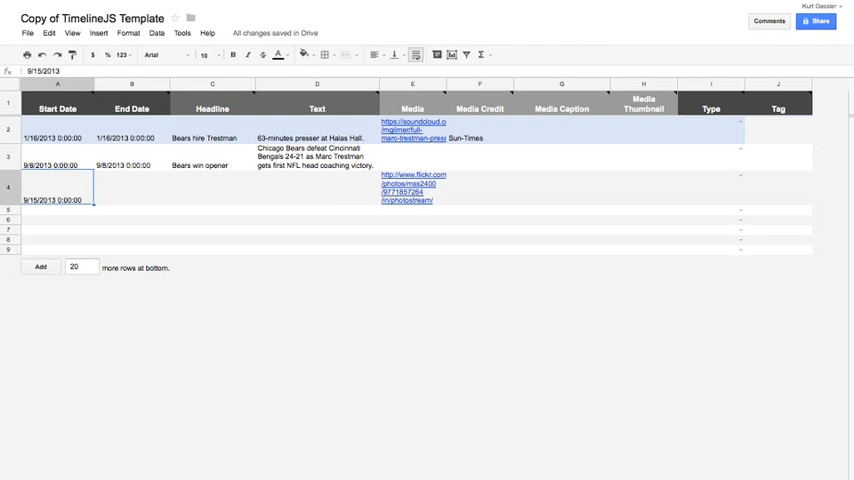 Kurt Gessler
Copy of TimelineJS Template
File Edit View Insert Format Data Tools Help All changes saved in Drive
Comments Share
$ % 123 Arial 10 B I S A Σ
fx 9/15/2013
A B C D E F G H I J
1 Start Date End Date Headline Text Media Media Credit Media Caption Media Thumbnail Type Tag
2 1/16/2013 0:00:00 1/16/2013 0:00:00 Bears hire Trestman 63-minutes presser at Halas Hall. https://soundcloud.c
/mgilmer/full-
marc-trestman-press Sun-Times
3 9/8/2013 0:00:00 9/8/2013 0:00:00 Bears win opener Chicago Bears defeat Cincinnati
Bengals 24-21 as Marc Trestman
gets first NFL head coaching victory.
4 9/15/2013 0:00:00 http://www.flickr.com
/photos/mss2400
/9771857264
/in/photostream/
5
6
7
8
9
Add 20 more rows at bottom.